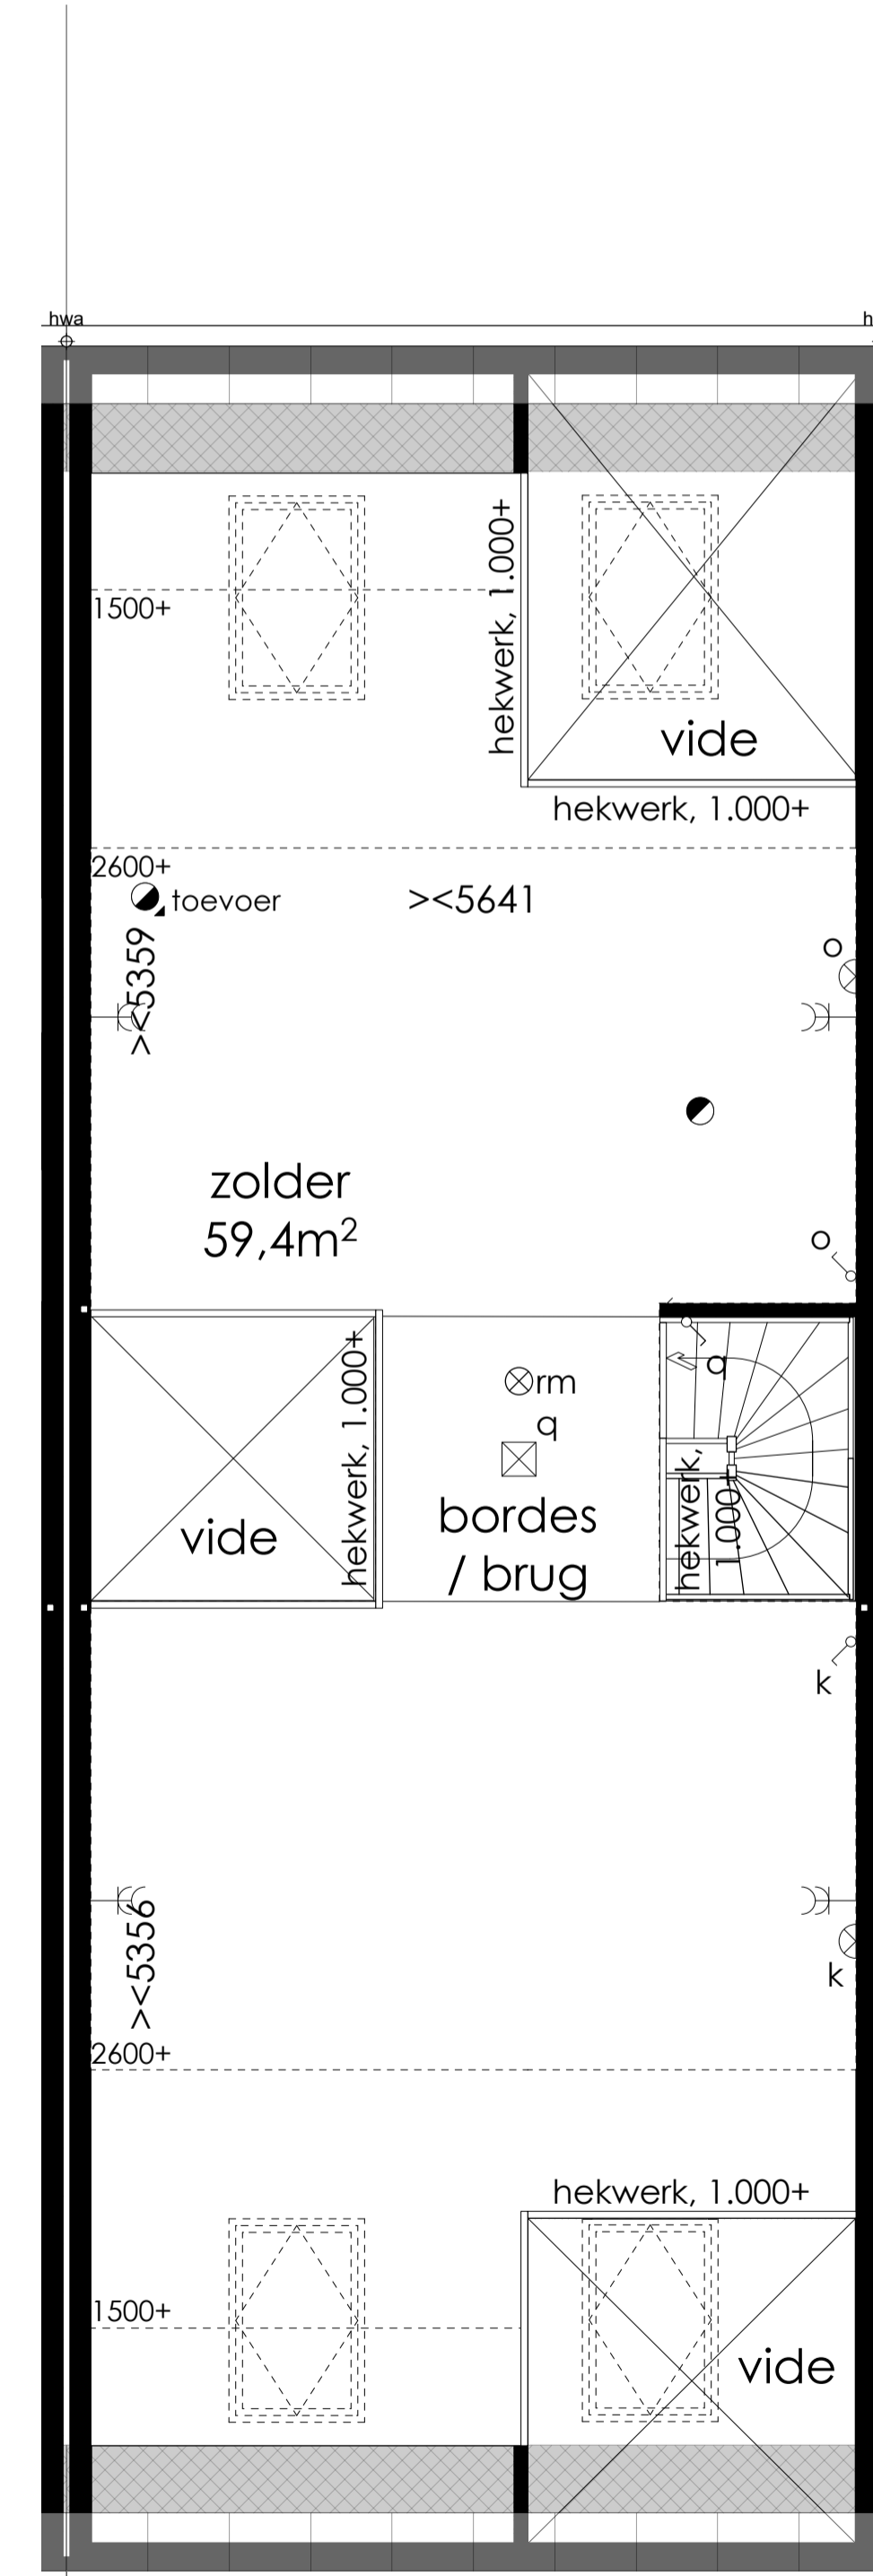 hwa
h
1500+
hekwerk, 1.000+
vide
hekwerk, 1.000+
2600+
toevoer
><5641
><5359
o
zolder
59,4m²
o
hekwerk, 1.000+
vide
rm
q
bordes
/ brug
q
hekwerk,
1.000+
k
><5356
k
2600+
hekwerk, 1.000+
1500+
vide